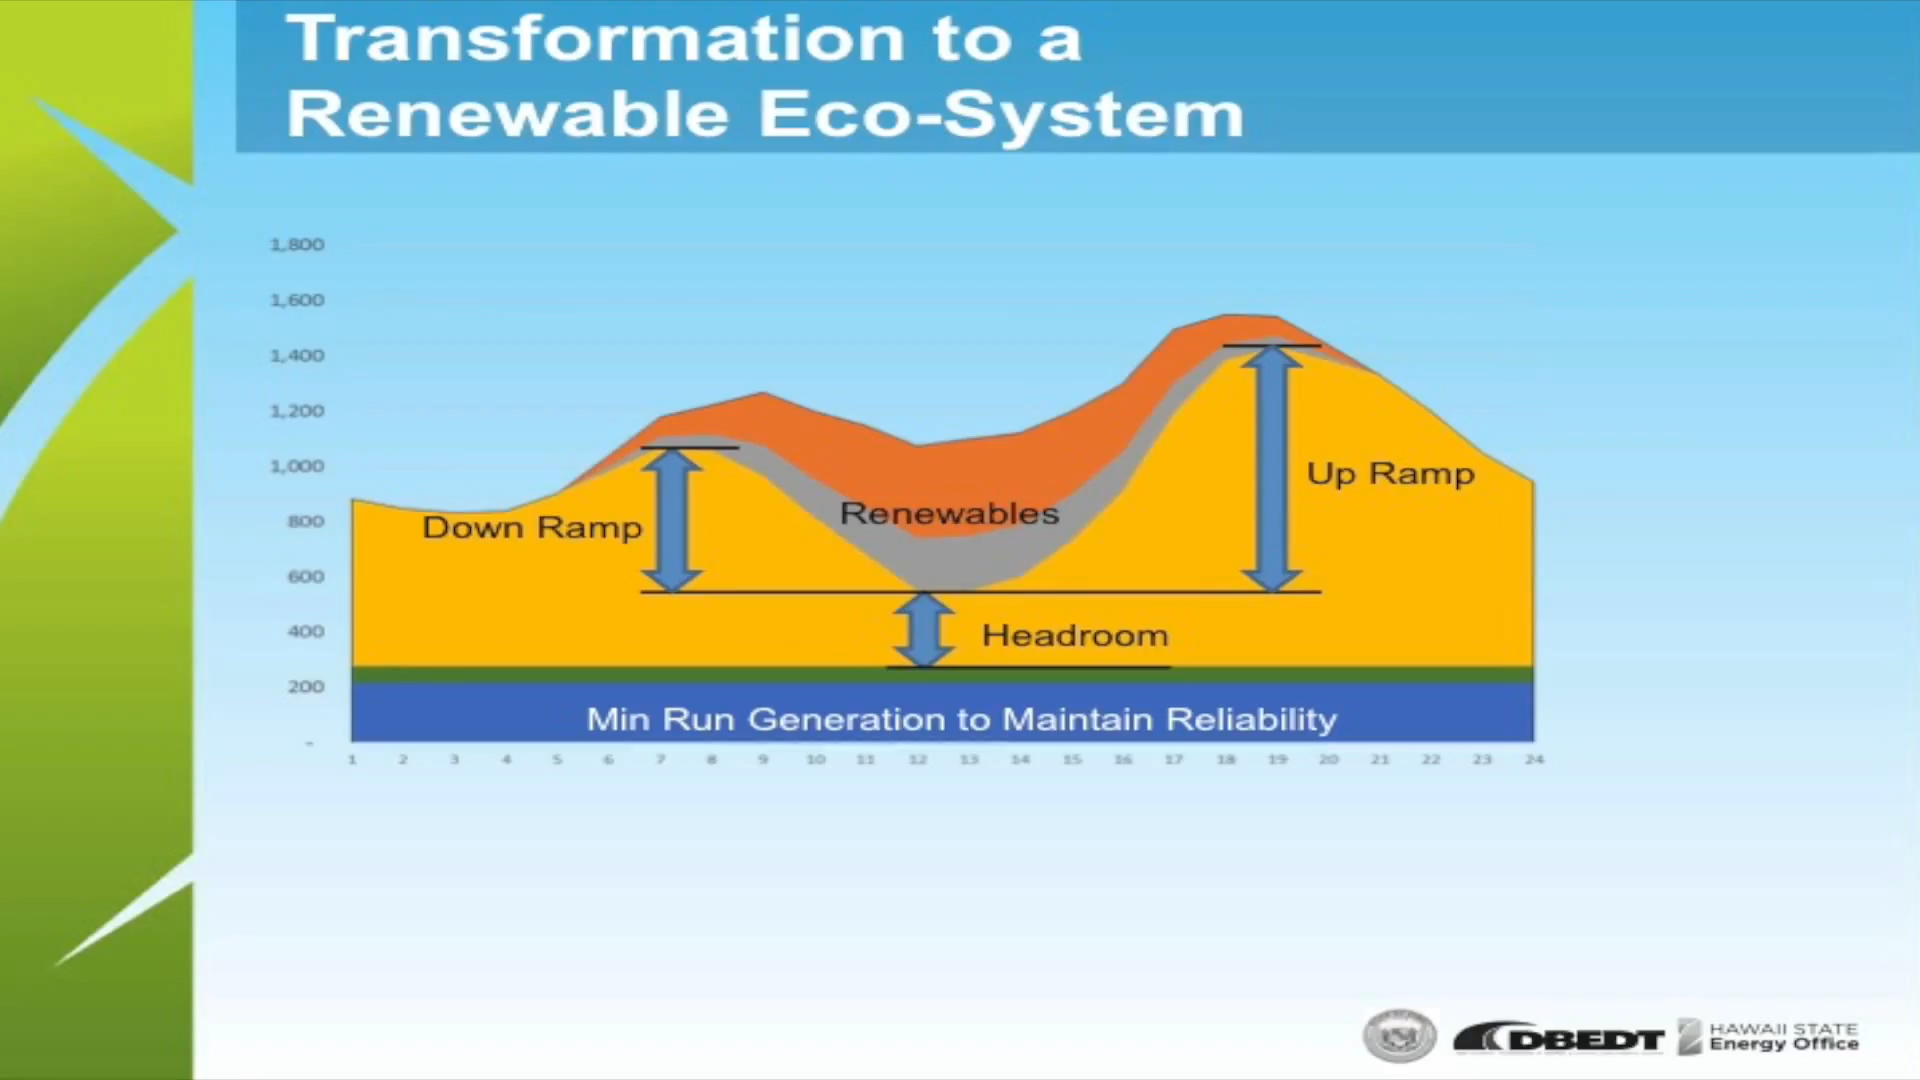 Transformation to a
Renewable Eco-System
1,800
1,600
1,400
1,200
1,000
800
600
400
200
-
Down Ramp
Renewables
Up Ramp
Headroom
Min Run Generation to Maintain Reliability
1 2 3 4 5 6 7 8 9 10 11 12 13 14 15 16 17 18 19 20 21 22 23 24
DBEDT
HAWAII STATE
Energy Office